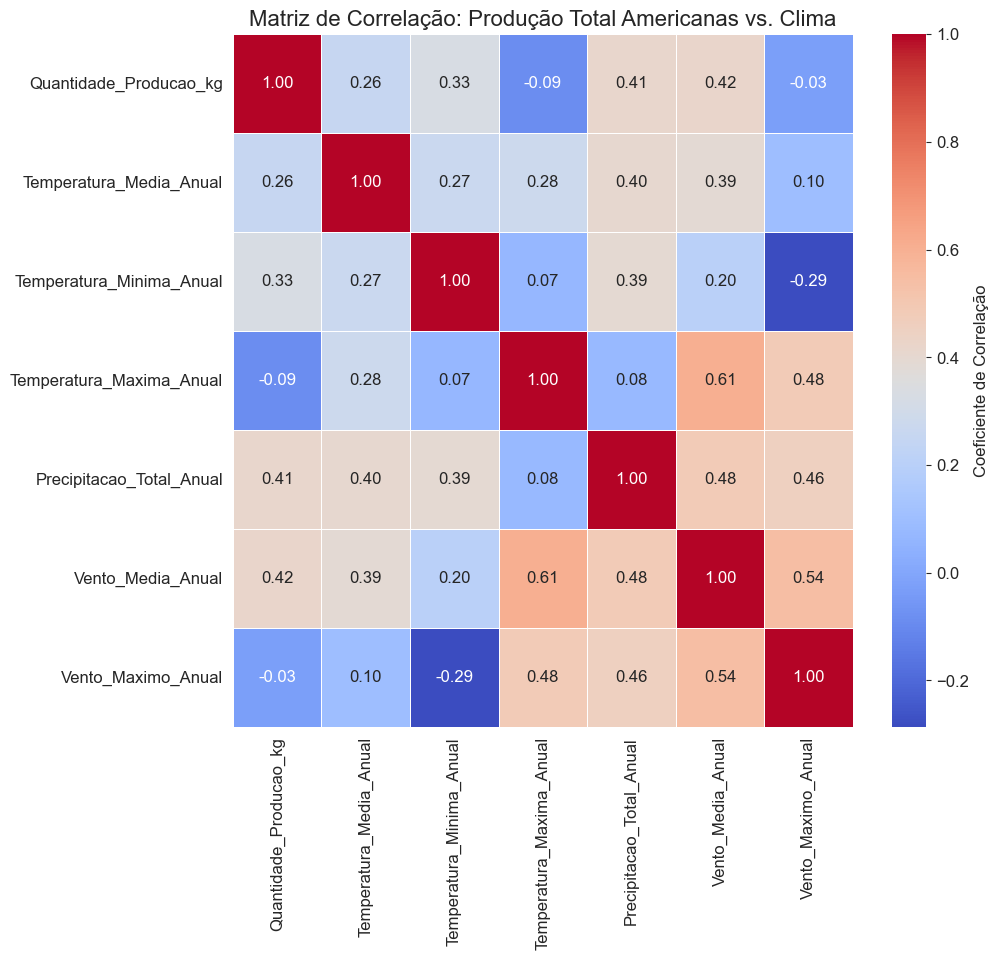 Matriz de Correlação: Produção Total Americanas vs. Clima
Quantidade_Producao_kg 1.00 0.26 0.33 -0.09 0.41 0.42 -0.03
Temperatura_Media_Anual 0.26 1.00 0.27 0.28 0.40 0.39 0.10
Temperatura_Minima_Anual 0.33 0.27 1.00 0.07 0.39 0.20 -0.29
Temperatura_Maxima_Anual -0.09 0.28 0.07 1.00 0.08 0.61 0.48
Precipitacao_Total_Anual 0.41 0.40 0.39 0.08 1.00 0.48 0.46
Vento_Media_Anual 0.42 0.39 0.20 0.61 0.48 1.00 0.54
Vento_Maximo_Anual -0.03 0.10 -0.29 0.48 0.46 0.54 1.00
Quantidade_Producao_kg
Temperatura_Media_Anual
Temperatura_Minima_Anual
Temperatura_Maxima_Anual
Precipitacao_Total_Anual
Vento_Media_Anual
Vento_Maximo_Anual
1.0
0.8
0.6
0.4
0.2
0.0
−0.2
Coeficiente de Correlação